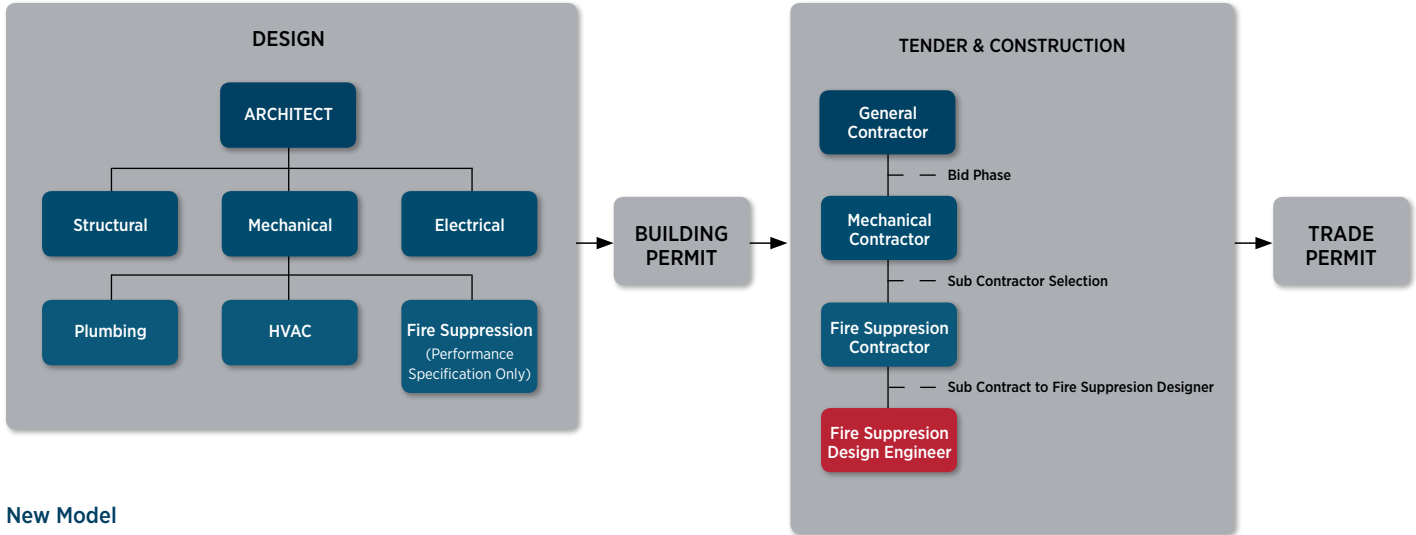 DESIGN
ARCHITECT
Structural
Mechanical
Electrical
Plumbing
HVAC
Fire Suppression
(Performance
Specification Only)
BUILDING
PERMIT
TENDER & CONSTRUCTION
General
Contractor
Bid Phase
Mechanical
Contractor
Sub Contractor Selection
Fire Suppresion
Contractor
Sub Contract to Fire Suppresion Designer
Fire Suppresion
Design Engineer
TRADE
PERMIT
New Model